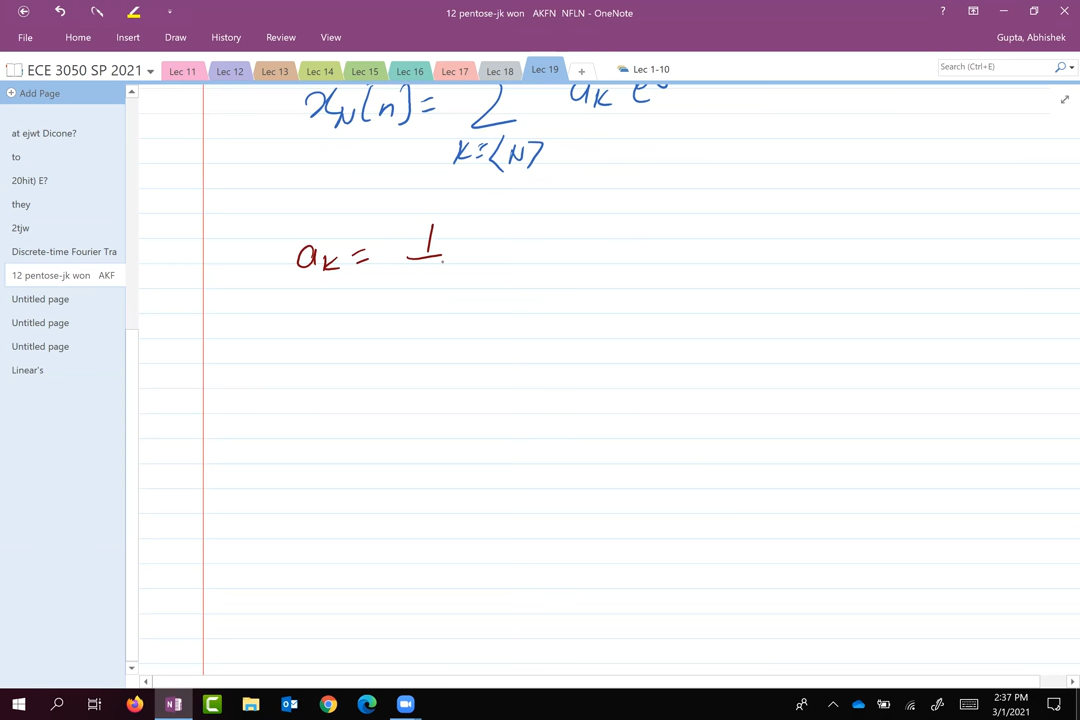 12 pentose-jk won AKFN NFLN - OneNote
File Home Insert Draw History Review View Gupta, Abhishek
ECE 3050 SP 2021 Lec 11 Lec 12 Lec 13 Lec 14 Lec 15 Lec 16 Lec 17 Lec 18 Lec 19 + Lec 1-10 Search (Ctrl+E)
Add Page
at ejwt Dicone?
to
20hit) E?
they
2tjw
Discrete-time Fourier Tra
12 pentose-jk won AKF
Untitled page
Untitled page
Untitled page
Linear's
x_N[n] = ∑ a_K e
K=⟨N⟩
a_K = 1
2:37 PM
3/1/2021